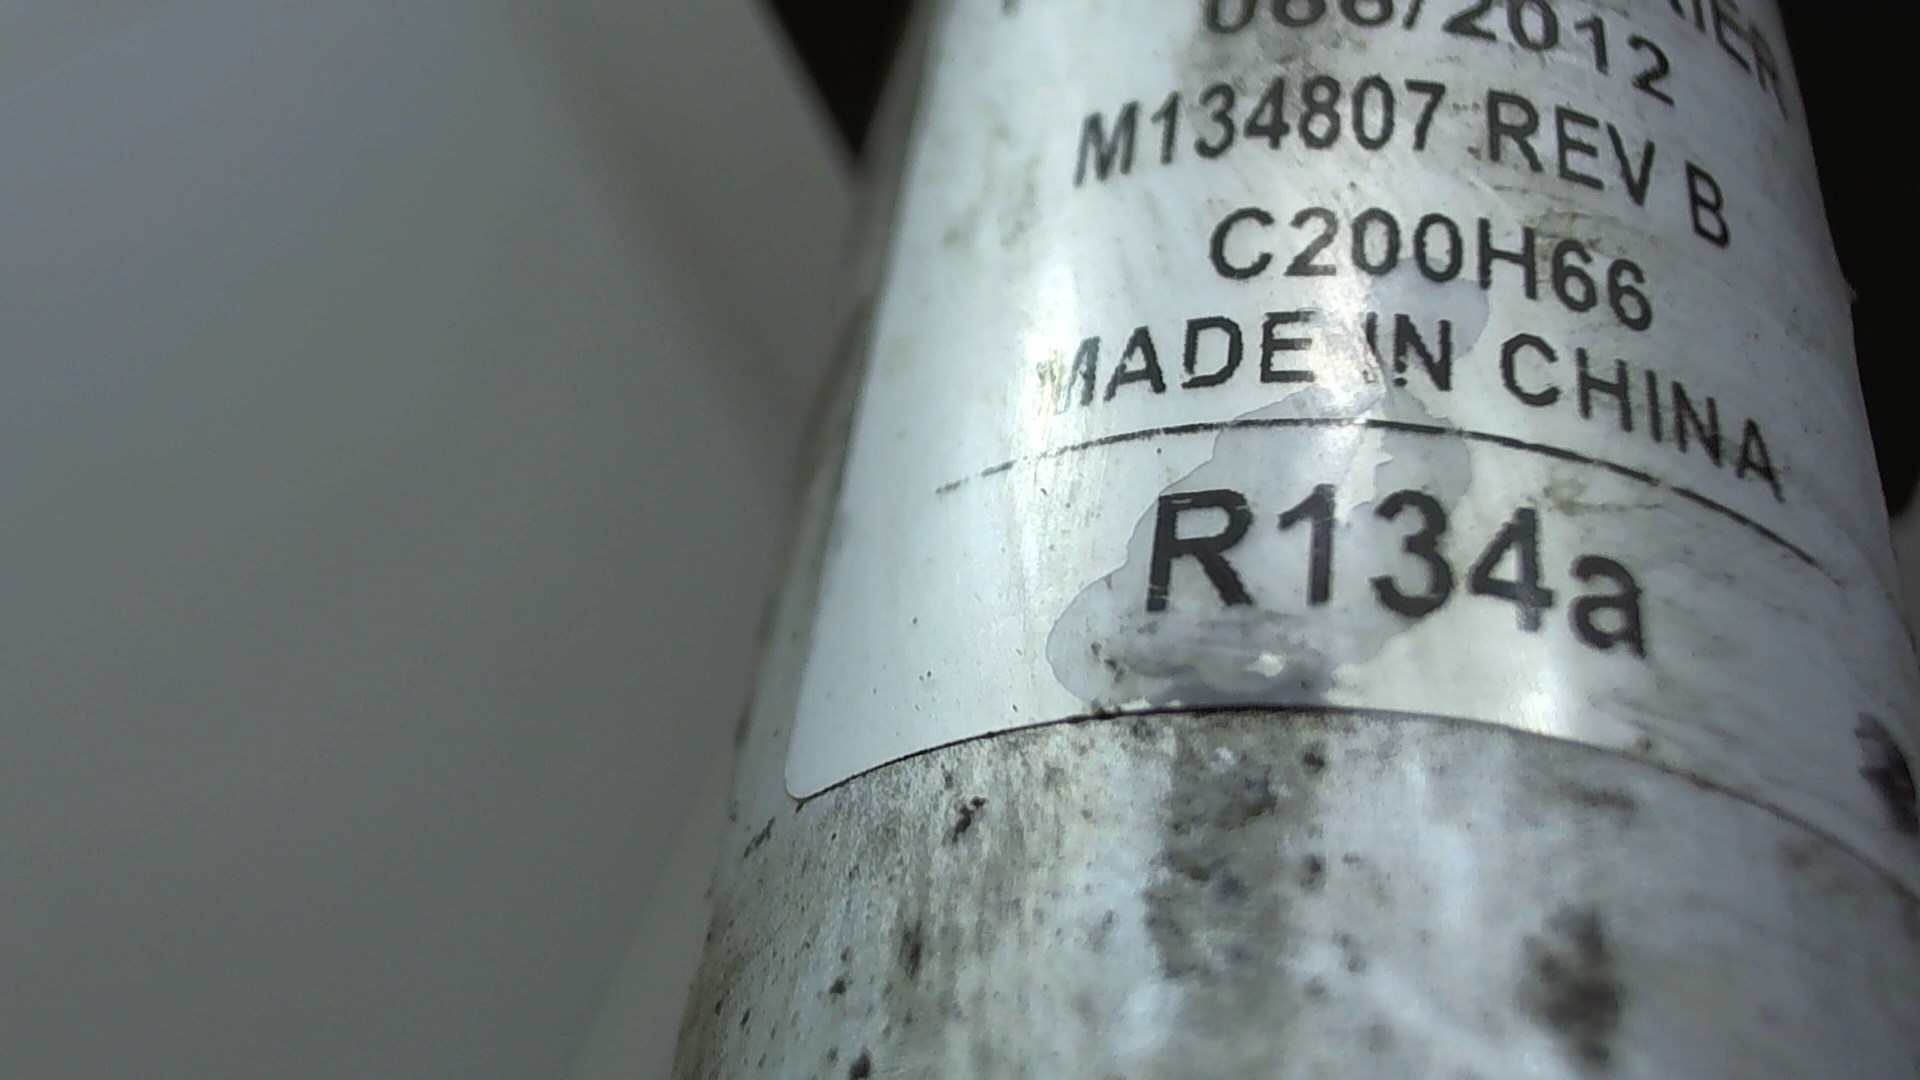 M134807 REV B
C200H66
MADE IN CHINA
R134a